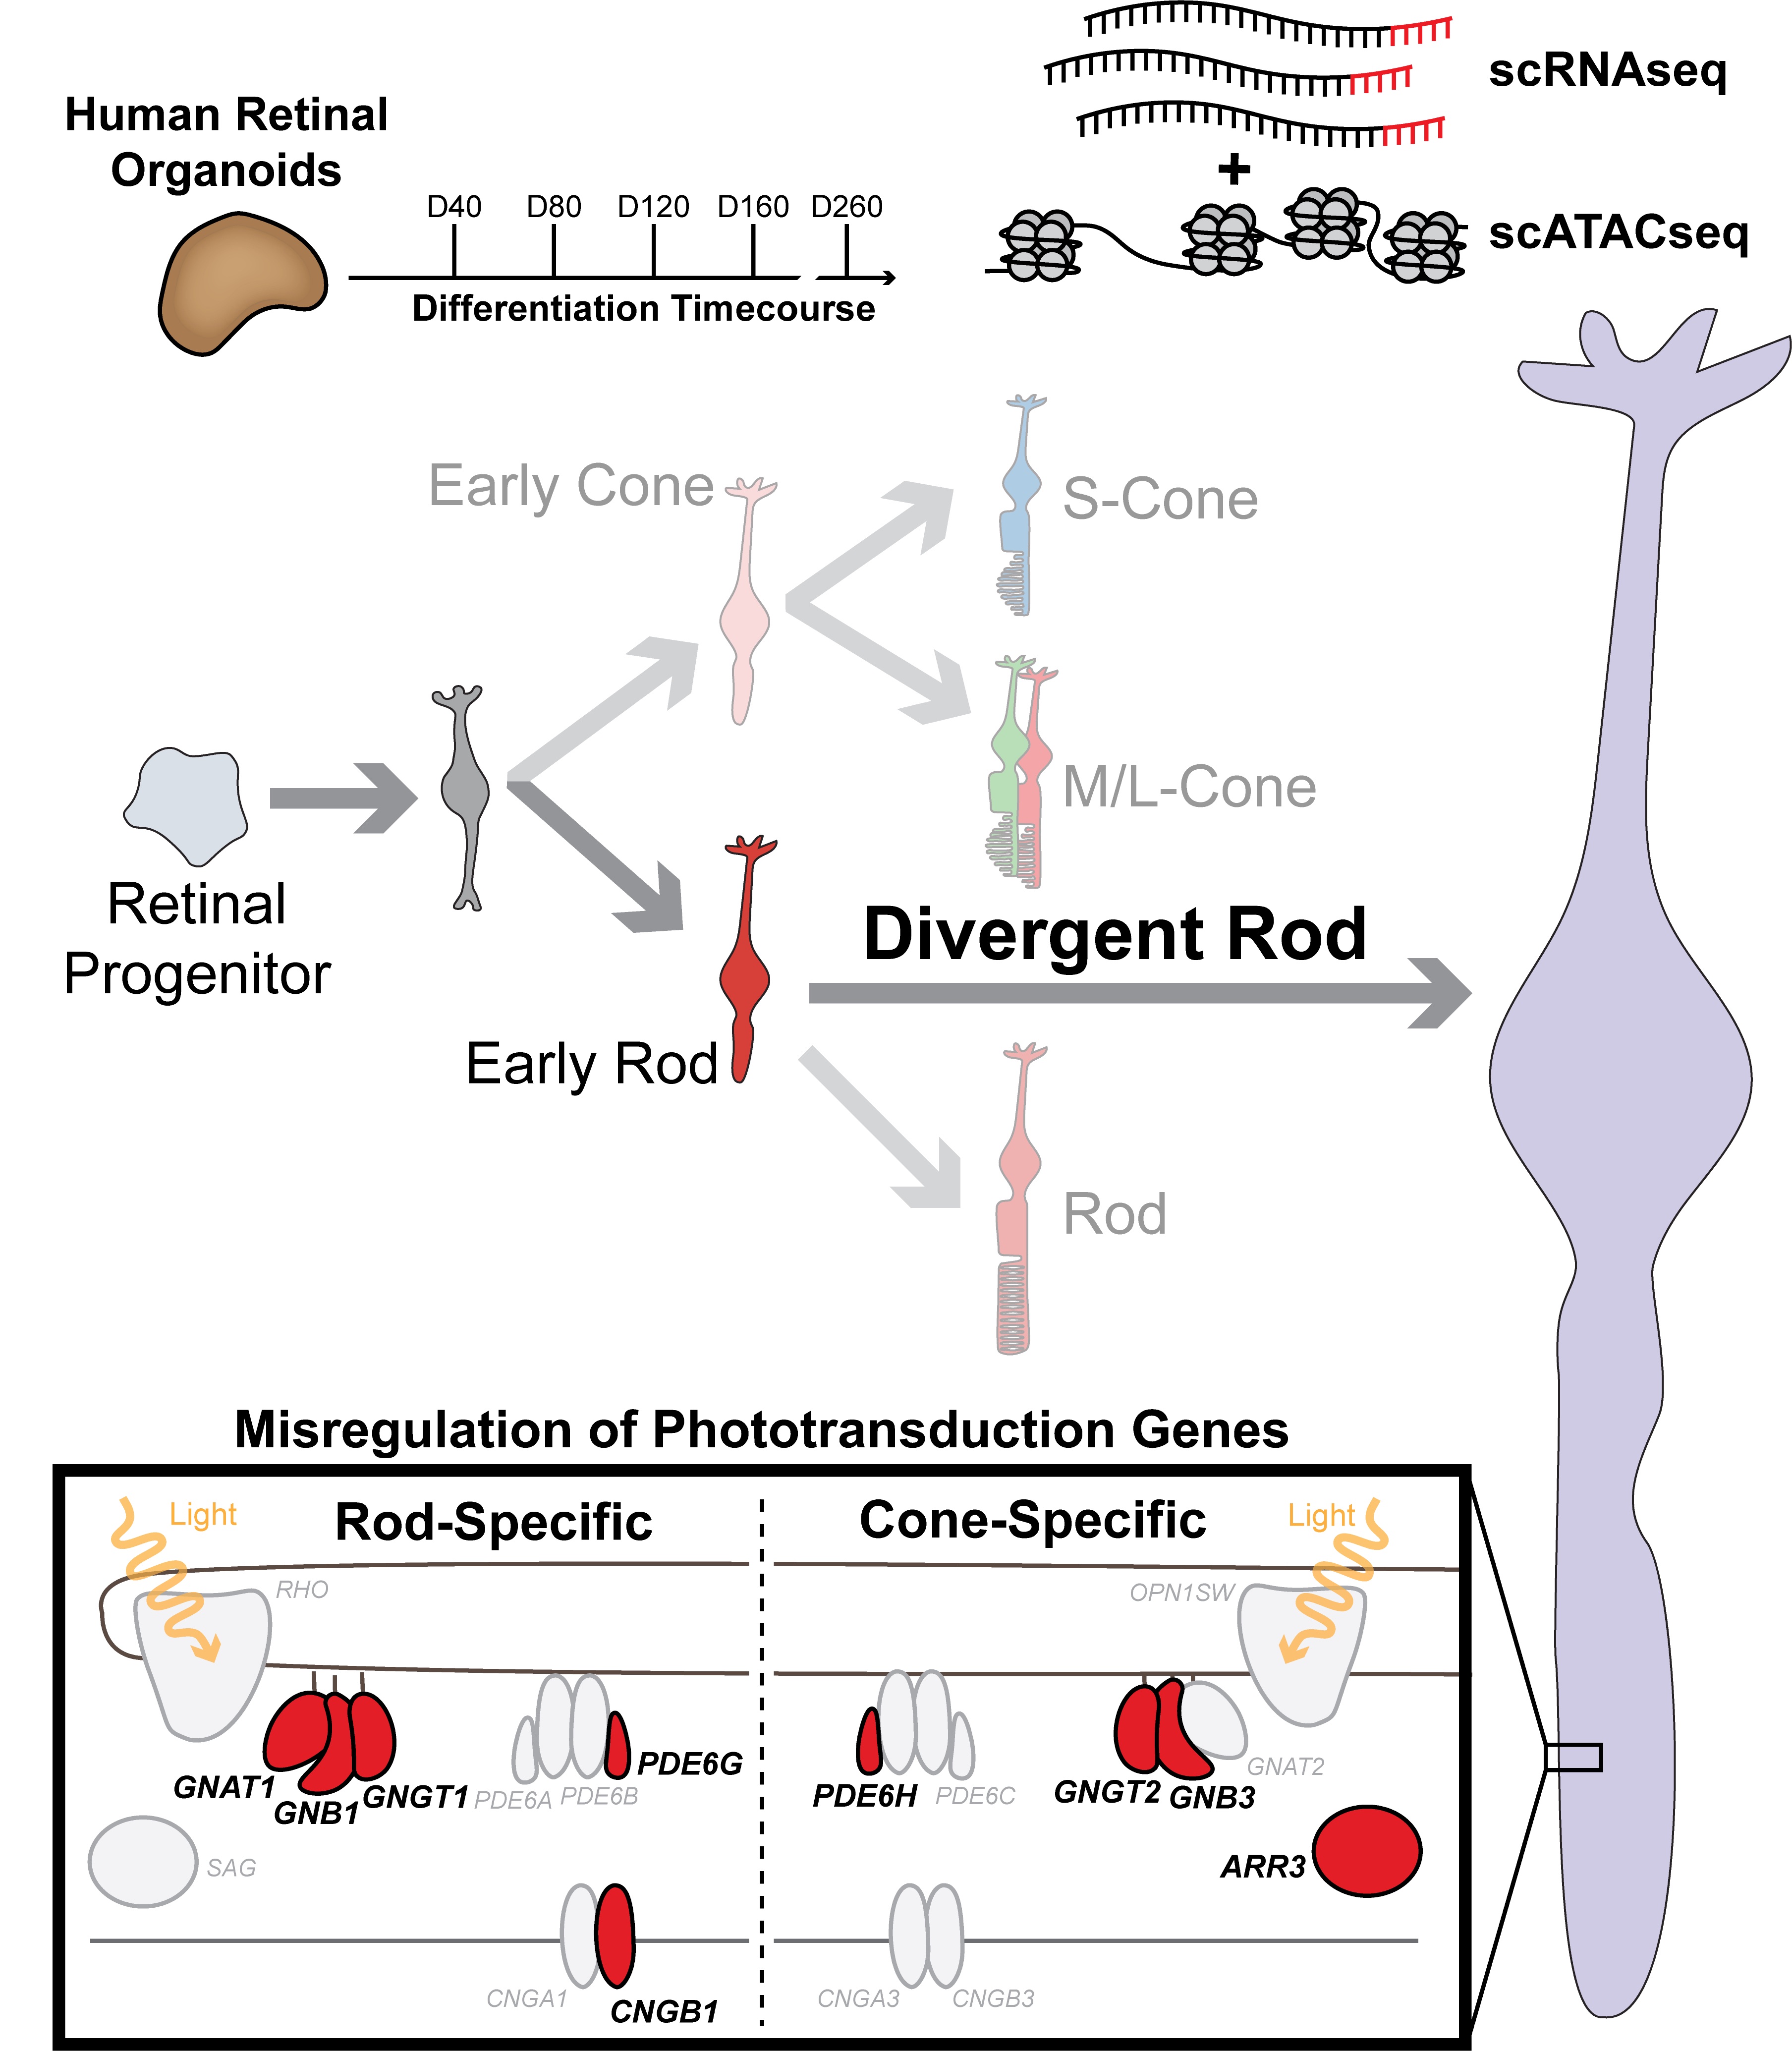 scRNAseq
Human Retinal
Organoids
+
D40 D80 D120 D160 D260
scATACseq
Differentiation Timecourse
Early Cone
S-Cone
M/L-Cone
Retinal
Progenitor
Divergent Rod
Early Rod
Rod
Misregulation of Phototransduction Genes
Light Rod-Specific Cone-Specific Light
RHO OPN1SW
GNAT1 GNB1 GNGT1 PDE6A PDE6B PDE6G PDE6H PDE6C GNGT2 GNB3 GNAT2
SAG ARR3
CNGA1 CNGB1 CNGA3 CNGB3